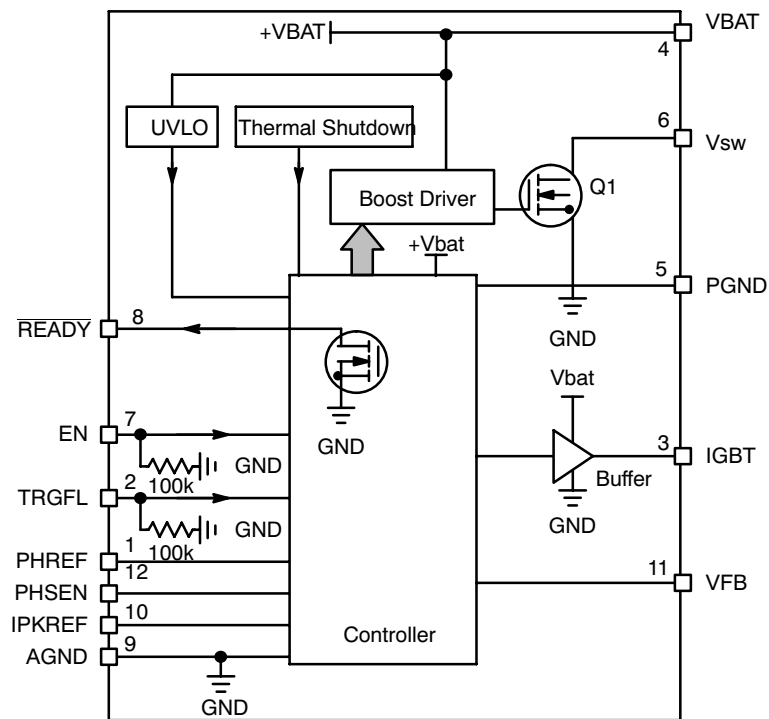 VBAT
+VBAT
4
UVLO
Thermal Shutdown
6
Vsw
Q1
Boost Driver
+Vbat
5
PGND
GND
READY
8
Vbat
GND
EN
7
GND
3
IGBT
Buffer
100k
TRGFL
2
GND
GND
100k
PHREF
1
11
VFB
PHSEN
12
IPKREF
10
Controller
AGND
9
GND